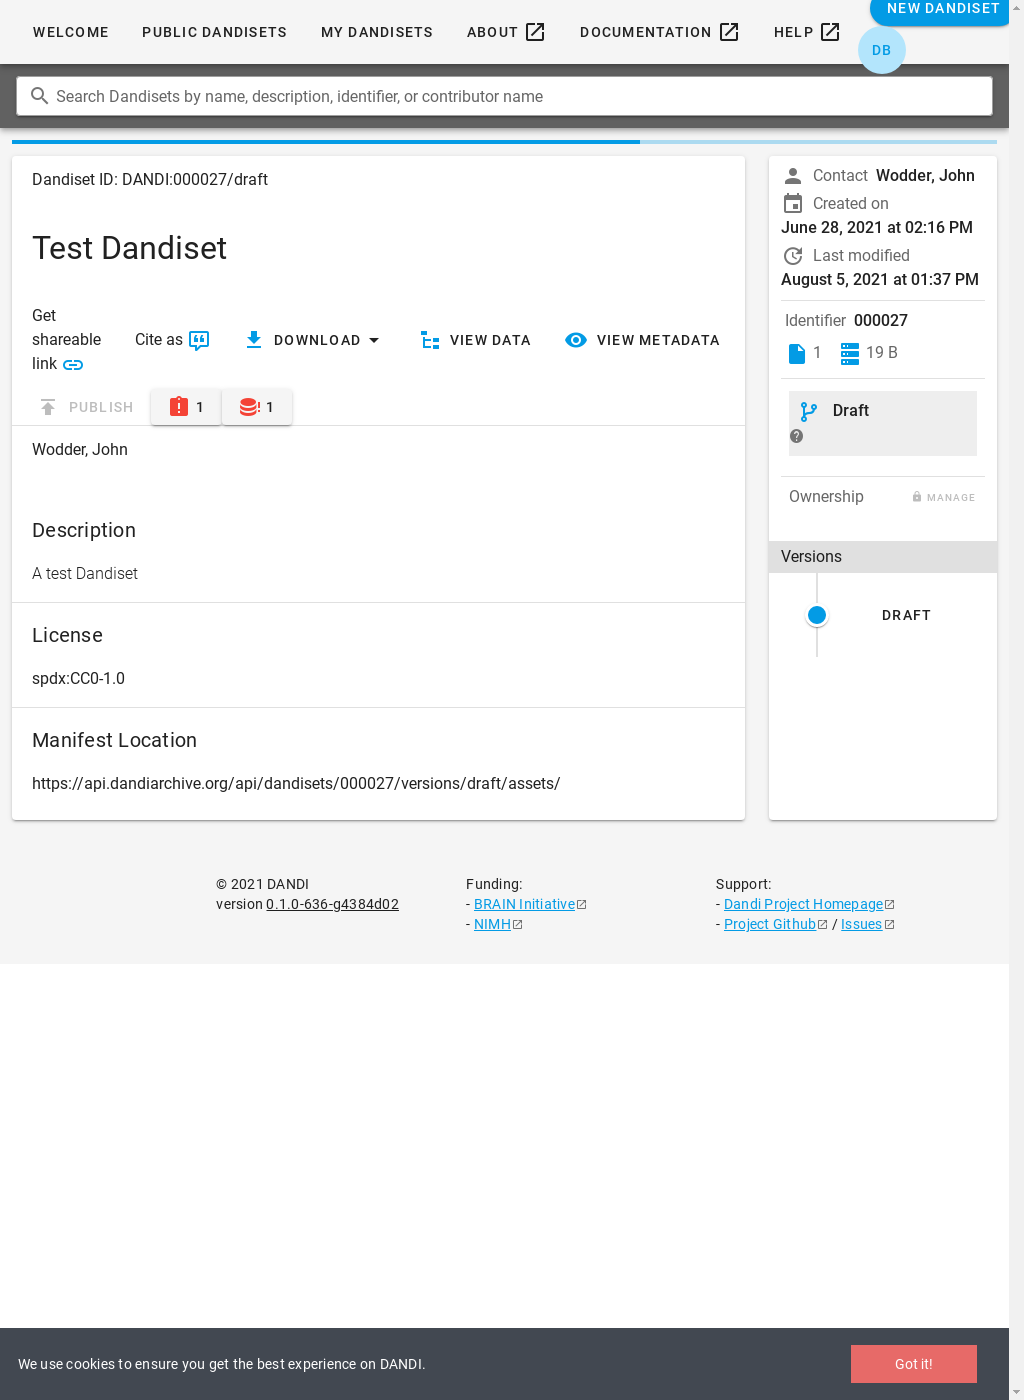 WELCOME PUBLIC DANDISETS MY DANDISETS ABOUT DOCUMENTATION HELP NEW DANDISET
DB
Search Dandisets by name, description, identifier, or contributor name
Dandiset ID: DANDI:000027/draft
Test Dandiset
Get
shareable
link
Cite as DOWNLOAD VIEW DATA VIEW METADATA
PUBLISH 1 1
Wodder, John
Description
A test Dandiset
License
spdx:CC0-1.0
Manifest Location
https://api.dandiarchive.org/api/dandisets/000027/versions/draft/assets/
Contact Wodder, John
Created on
June 28, 2021 at 02:16 PM
Last modified
August 5, 2021 at 01:37 PM
Identifier 000027
1 19 B
Draft
Ownership MANAGE
Versions
DRAFT
© 2021 DANDI
version 0.1.0-636-g4384d02
Funding:
- BRAIN Initiative
- NIMH
Support:
- Dandi Project Homepage
- Project Github / Issues
We use cookies to ensure you get the best experience on DANDI.
Got it!